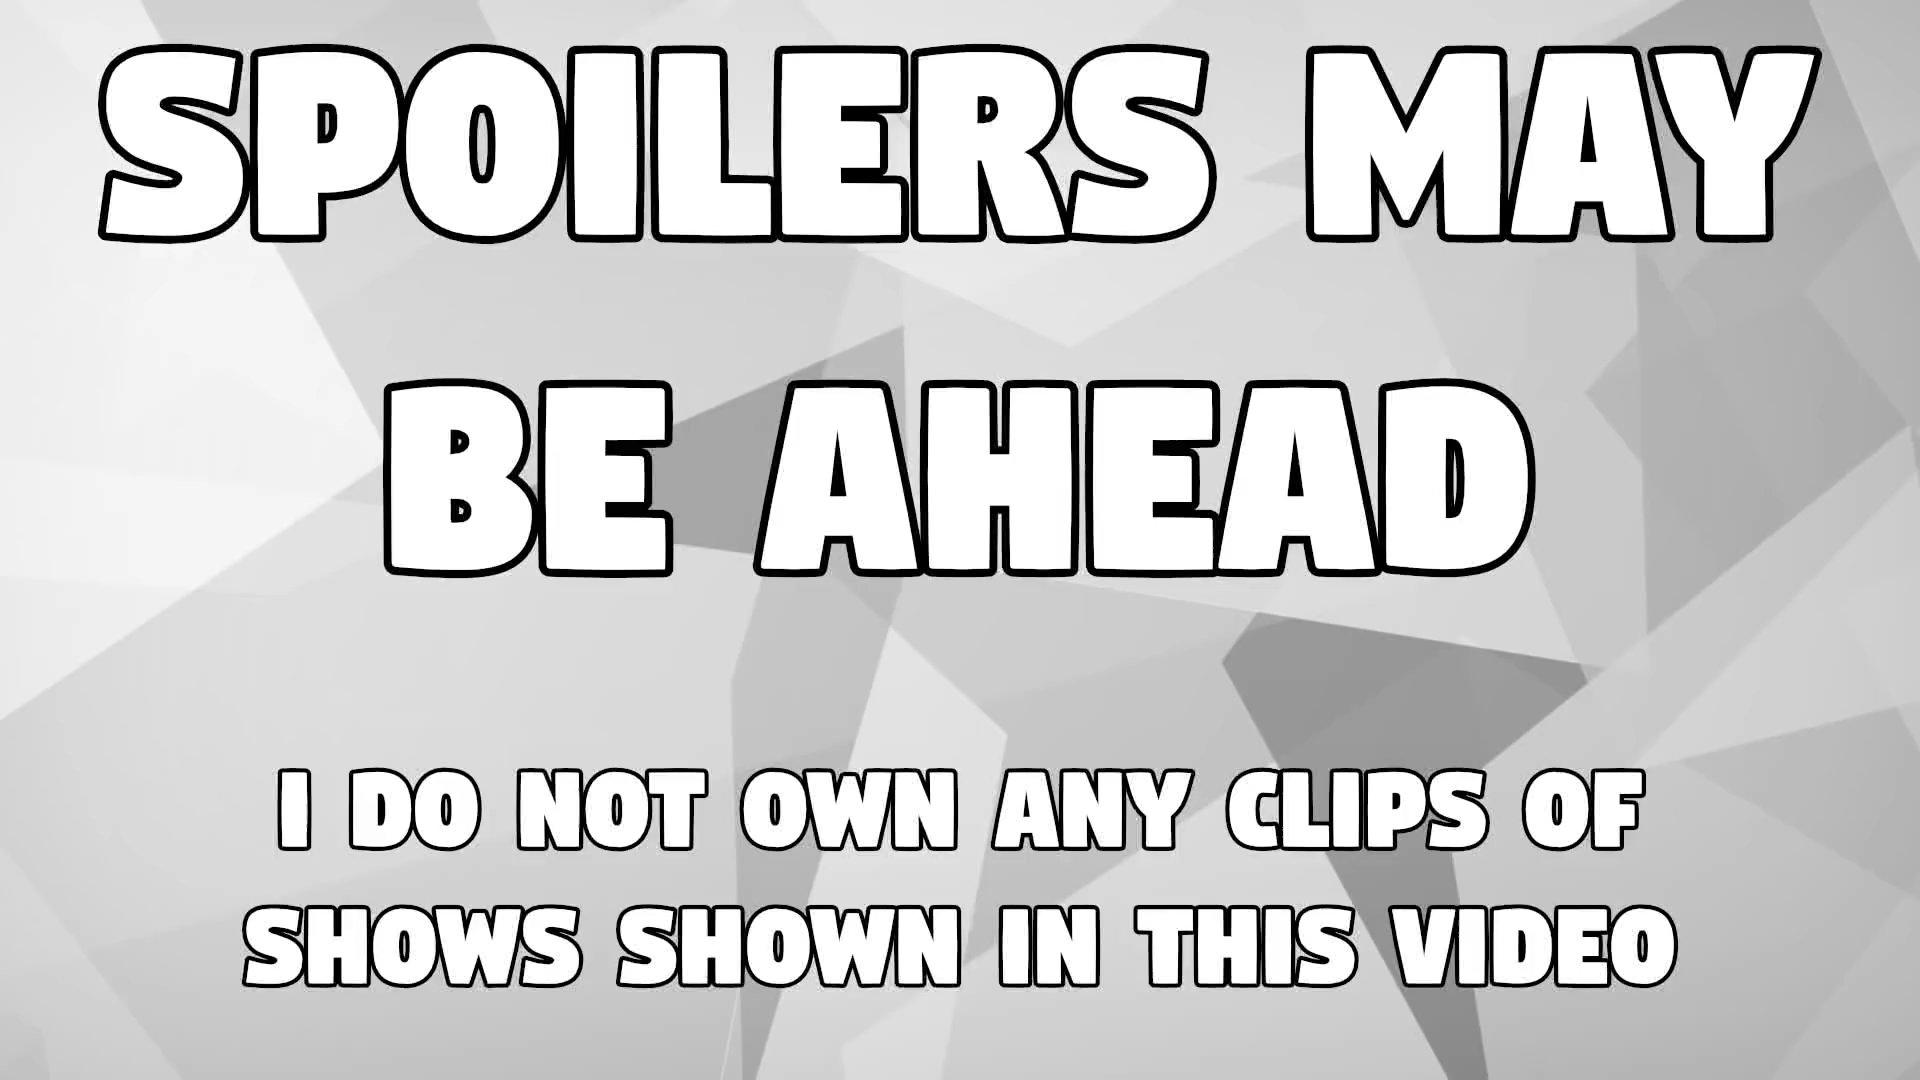 SPOILERS MAY
BE AHEAD
I DO NOT OWN ANY CLIPS OF
SHOWS SHOWN IN THIS VIDEO